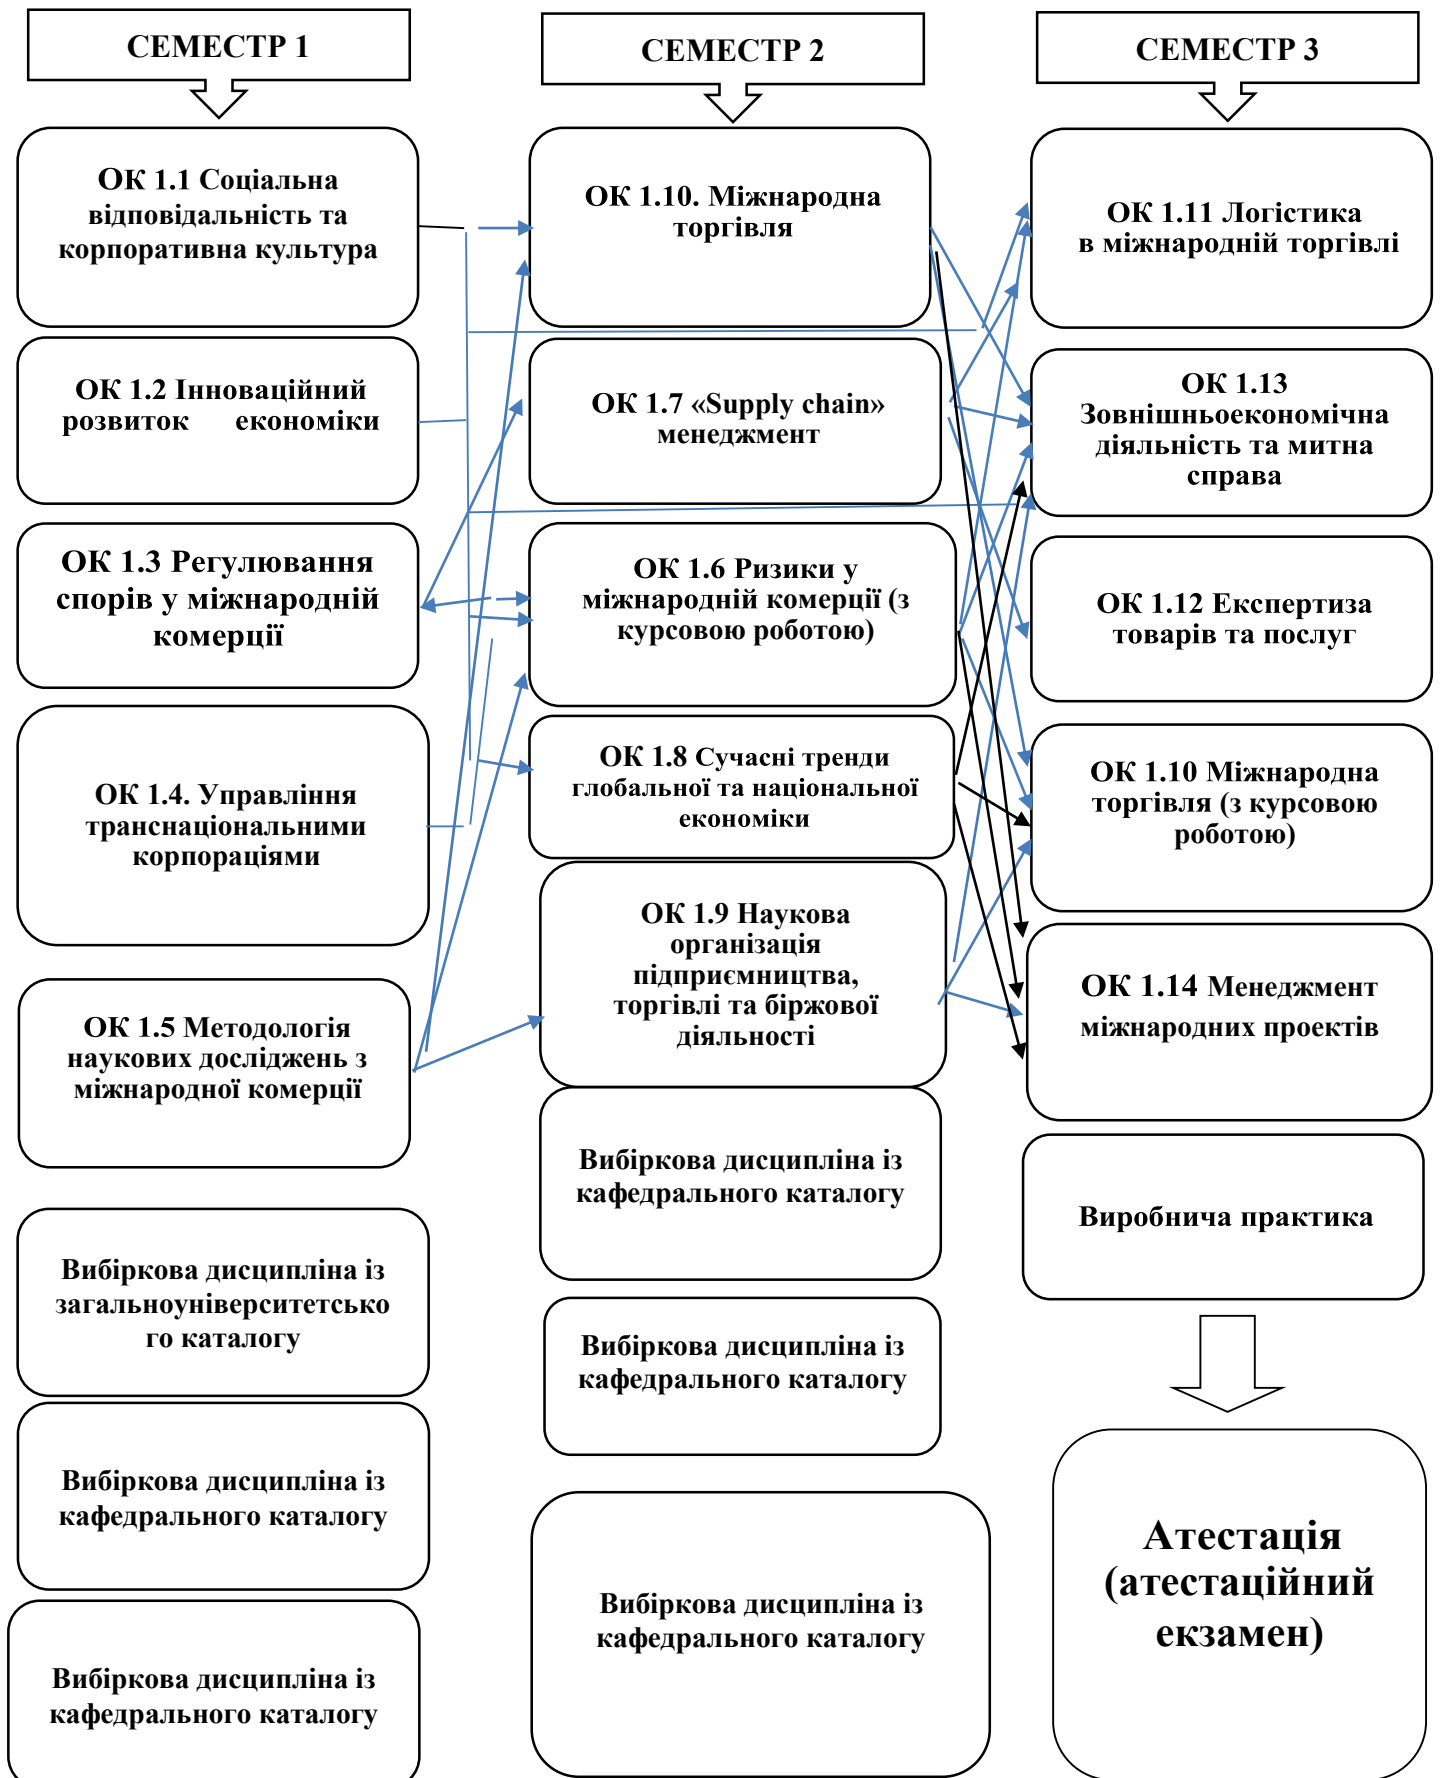 СЕМЕСТР 1
ОК 1.1 Соціальна
відповідальність та
корпоративна культура
ОК 1.2 Інноваційний
розвиток економіки
ОК 1.3 Регулювання
спорів у міжнародній
комерції
ОК 1.4. Управління
транснаціональними
корпораціями
ОК 1.5 Методологія
наукових досліджень з
міжнародної комерції
Вибіркова дисципліна із
загальноуніверситетсько
го каталогу
Вибіркова дисципліна із
кафедрального каталогу
Вибіркова дисципліна із
кафедрального каталогу
СЕМЕСТР 2
ОК 1.10. Міжнародна
торгівля
ОК 1.7 «Supply chain»
менеджмент
ОК 1.6 Ризики у
міжнародній комерції (з
курсовою роботою)
ОК 1.8 Сучасні тренди
глобальної та національної
економіки
ОК 1.9 Наукова
організація
підприємництва,
торгівлі та біржової
діяльності
Вибіркова дисципліна із
кафедрального каталогу
Вибіркова дисципліна із
кафедрального каталогу
Вибіркова дисципліна із
кафедрального каталогу
СЕМЕСТР 3
ОК 1.11 Логістика
в міжнародній торгівлі
ОК 1.13
Зовнішньоекономічна
діяльність та митна
справа
ОК 1.12 Експертиза
товарів та послуг
ОК 1.10 Міжнародна
торгівля (з курсовою
роботою)
ОК 1.14 Менеджмент
міжнародних проектів
Виробнича практика
Атестація
(атестаційний
екзамен)